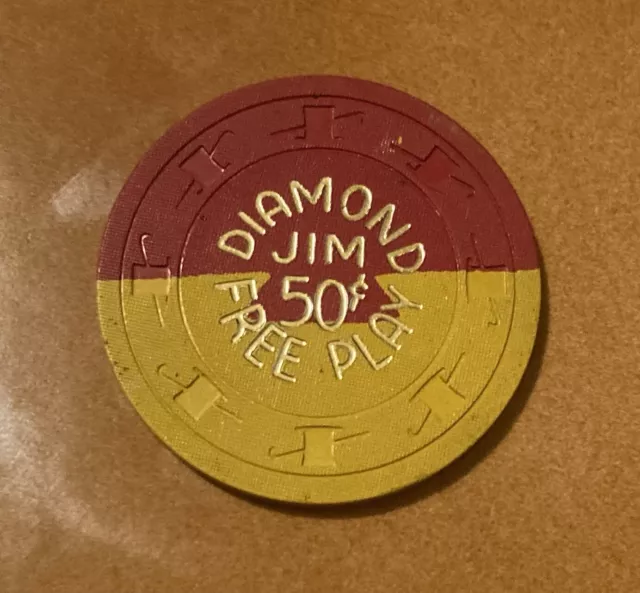 DIAMOND
JIM
50¢
FREE PLAY